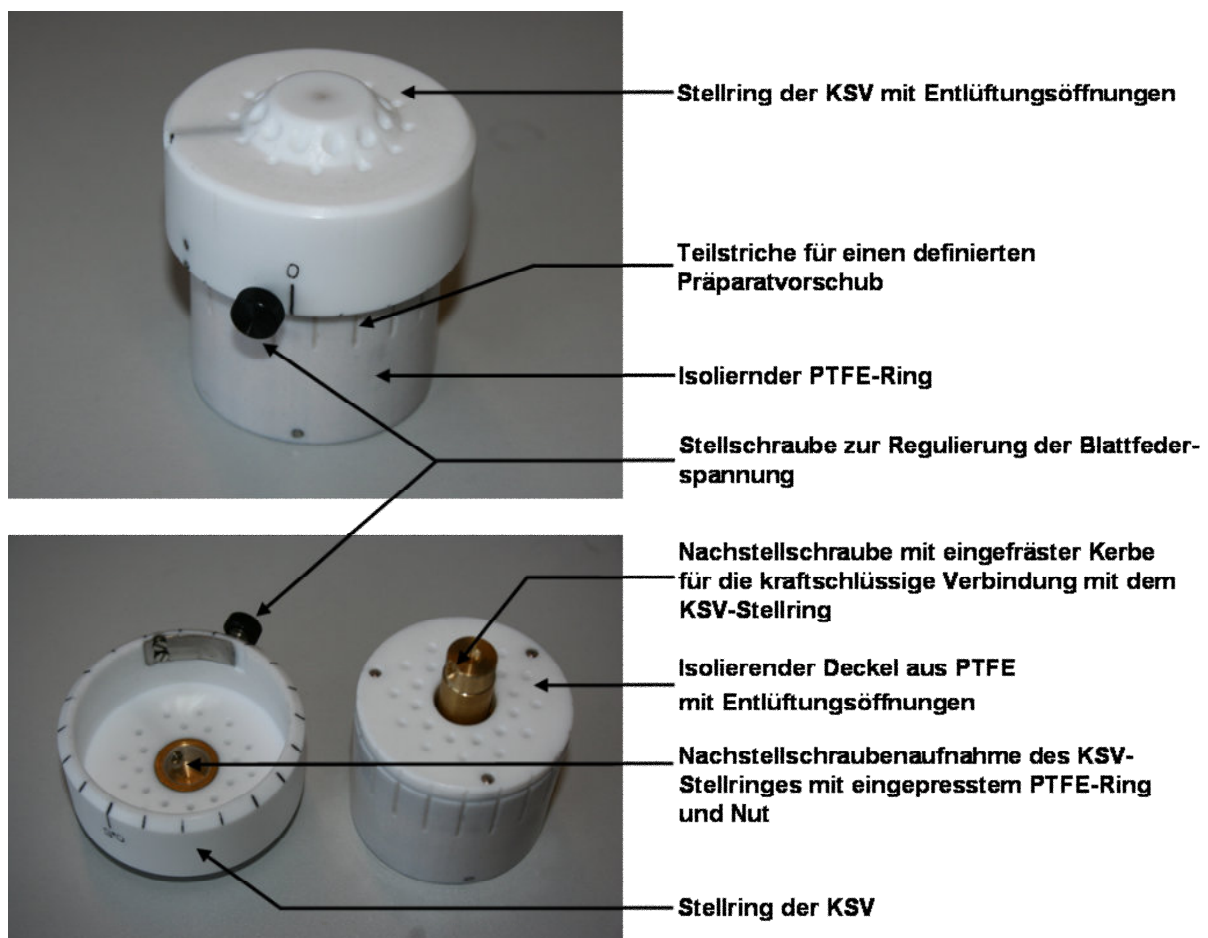 Stellring der KSV mit Entlüftungsöffnungen
Teilstriche für einen definierten
Präparatvorschub
0
Isoliernder PTFE-Ring
Stellschraube zur Regulierung der Blattfeder-
spannung
Nachstellschraube mit eingefräster Kerbe
für die kraftschlüssige Verbindung mit dem
KSV-Stellring
Isolierender Deckel aus PTFE
mit Entlüftungsöffnungen
Nachstellschraubenaufnahme des KSV-
Stellringes mit eingepresstem PTFE-Ring
und Nut
Stellring der KSV